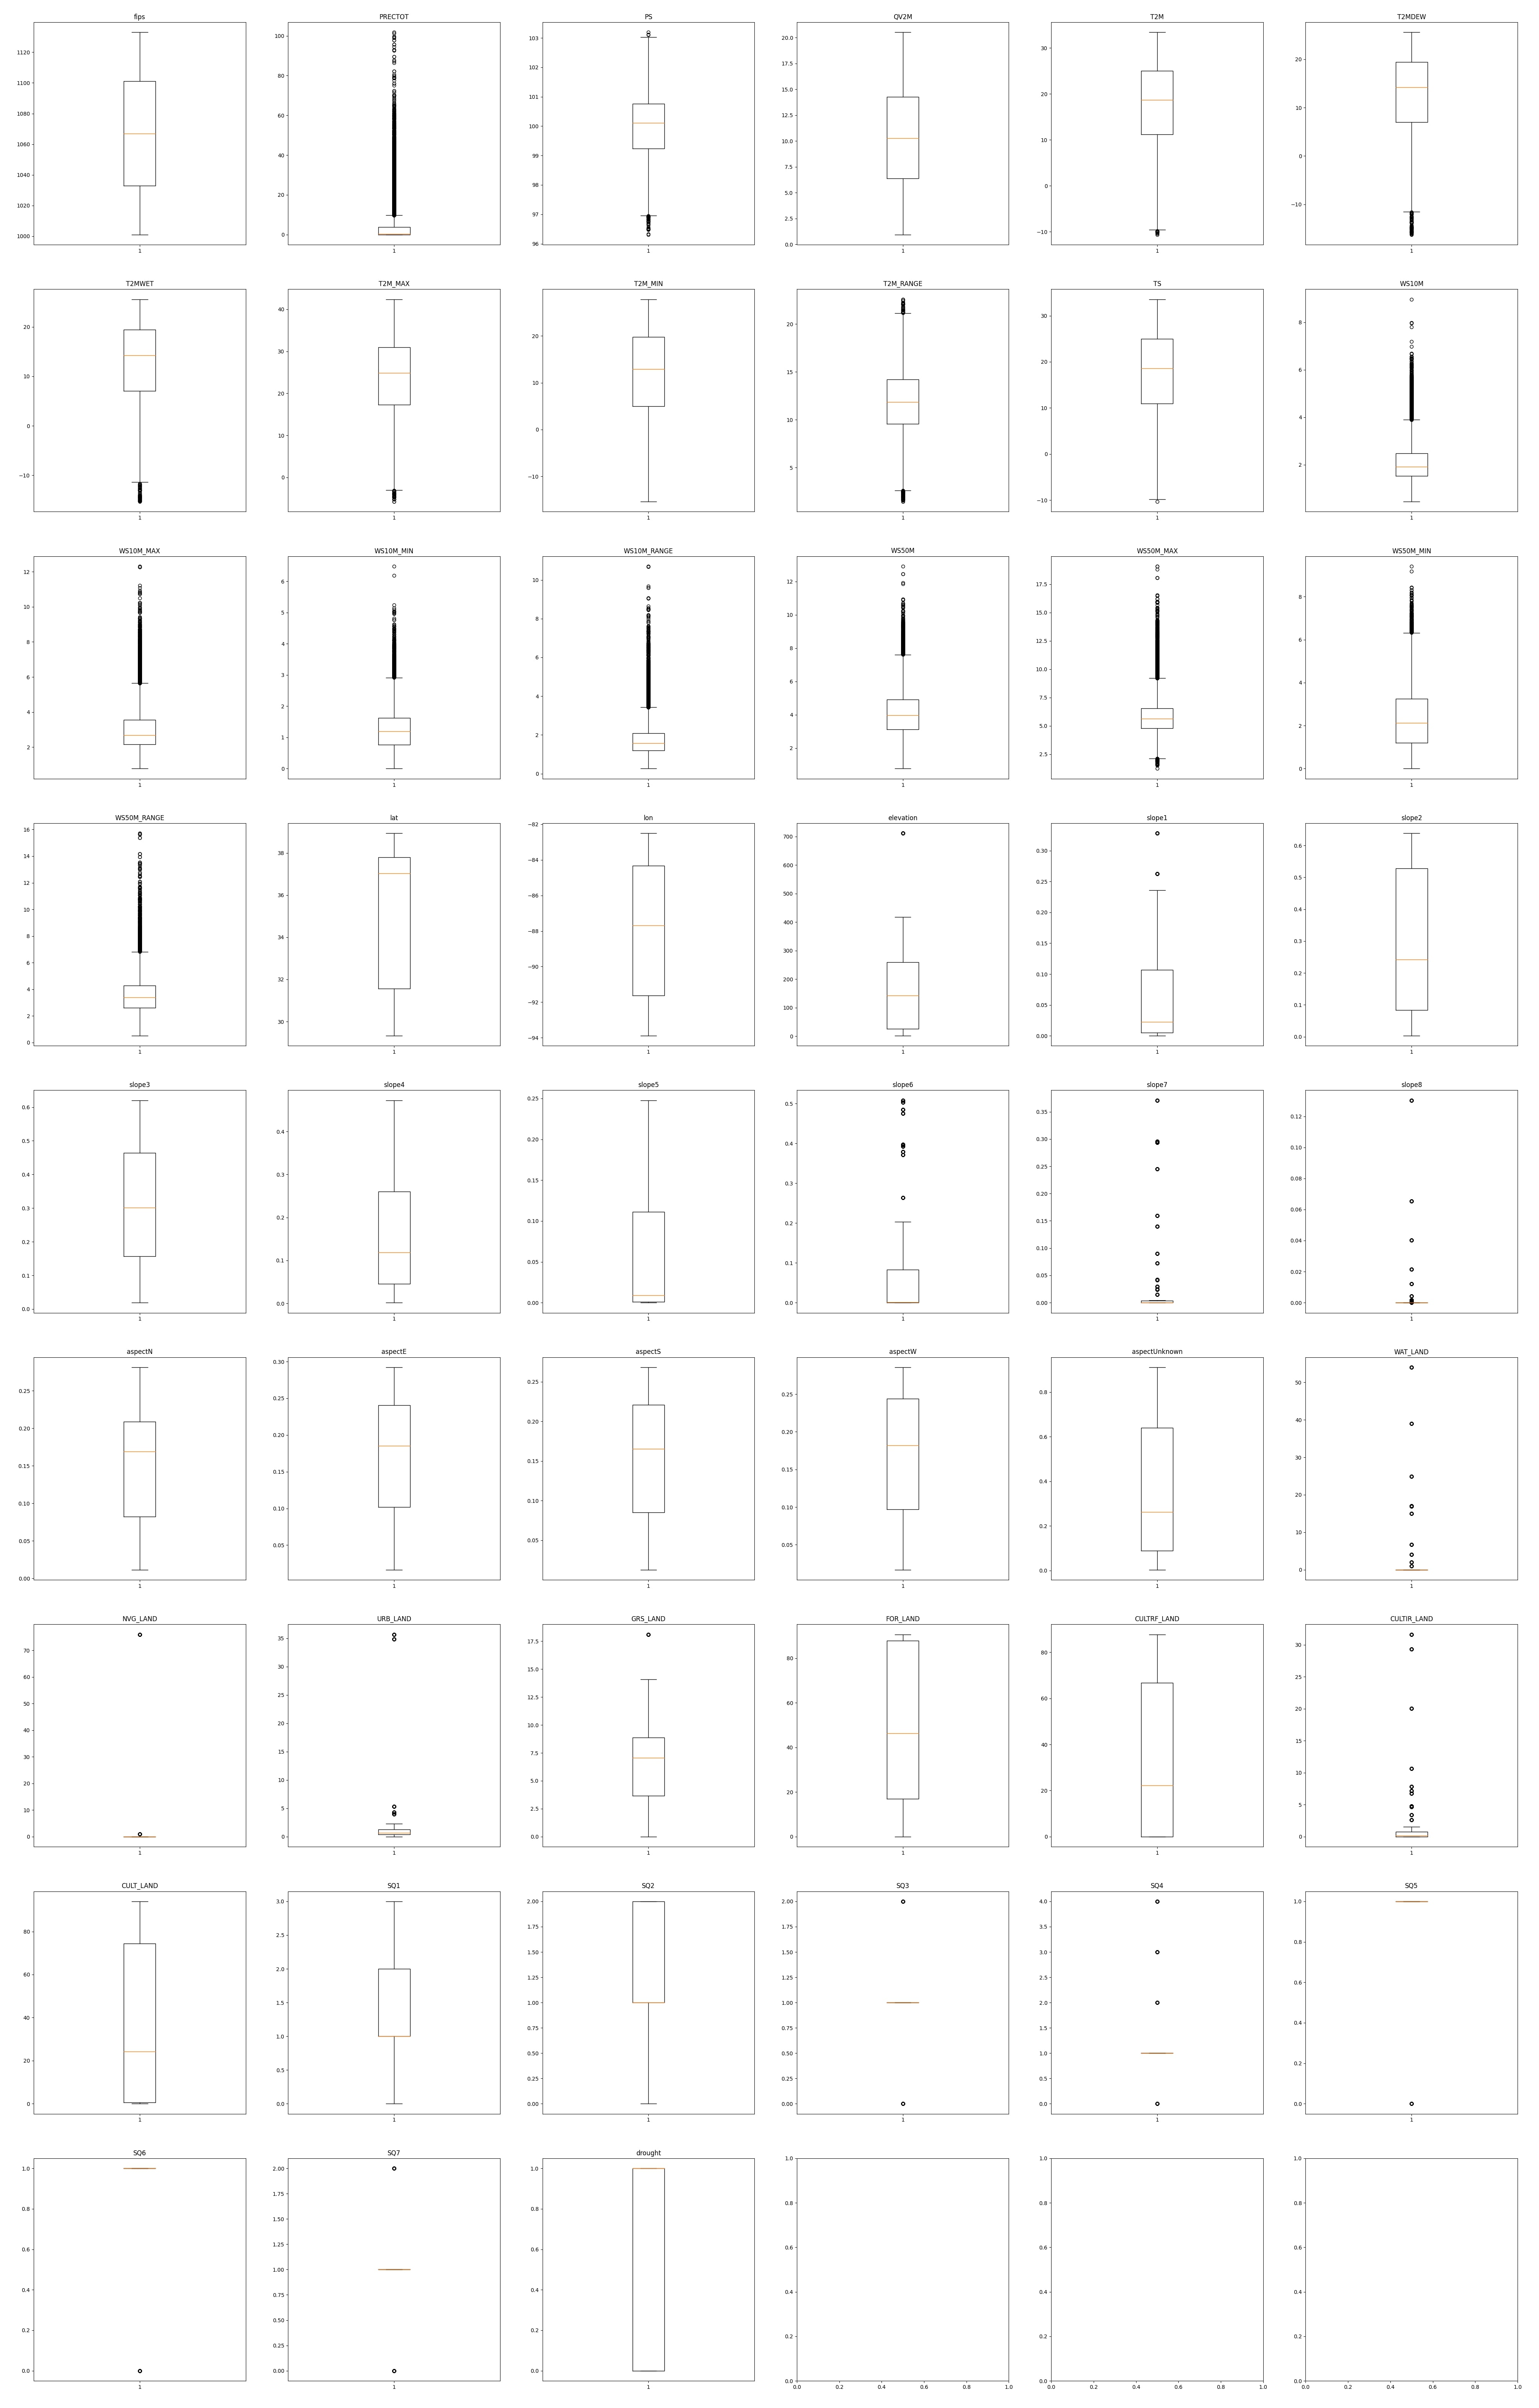 fips PRECTOT PS QV2M T2M T2MDEW
1120 1100 1080 1060 1040 1020 1000 1
100 80 60 40 20 0 1
103 102 101 100 99 98 97 96 1
20.0 17.5 15.0 12.5 10.0 7.5 5.0 2.5 0.0 1
30 20 10 0 −10 1
20 10 0 −10 1
T2MWET T2M_MAX T2M_MIN T2M_RANGE TS WS10M
20 10 0 −10 1
40 30 20 10 0 1
20 10 0 −10 1
20 15 10 5 1
30 20 10 0 −10 1
8 6 4 2 1
WS10M_MAX WS10M_MIN WS10M_RANGE WS50M WS50M_MAX WS50M_MIN
12 10 8 6 4 2 1
6 5 4 3 2 1 0 1
10 8 6 4 2 0 1
12 10 8 6 4 2 1
17.5 15.0 12.5 10.0 7.5 5.0 2.5 1
8 6 4 2 0 1
WS50M_RANGE lat lon elevation slope1 slope2
16 14 12 10 8 6 4 2 0 1
38 36 34 32 30 1
−82 −84 −86 −88 −90 −92 −94 1
700 600 500 400 300 200 100 0 1
0.30 0.25 0.20 0.15 0.10 0.05 0.00 1
0.6 0.5 0.4 0.3 0.2 0.1 0.0 1
slope3 slope4 slope5 slope6 slope7 slope8
0.6 0.5 0.4 0.3 0.2 0.1 0.0 1
0.4 0.3 0.2 0.1 0.0 1
0.25 0.20 0.15 0.10 0.05 0.00 1
0.5 0.4 0.3 0.2 0.1 0.0 1
0.35 0.30 0.25 0.20 0.15 0.10 0.05 0.00 1
0.12 0.10 0.08 0.06 0.04 0.02 0.00 1
aspectN aspectE aspectS aspectW aspectUnknown WAT_LAND
0.25 0.20 0.15 0.10 0.05 0.00 1
0.30 0.25 0.20 0.15 0.10 0.05 1
0.25 0.20 0.15 0.10 0.05 1
0.25 0.20 0.15 0.10 0.05 1
0.8 0.6 0.4 0.2 0.0 1
50 40 30 20 10 0 1
NVG_LAND URB_LAND GRS_LAND FOR_LAND CULTRF_LAND CULTIR_LAND
70 60 50 40 30 20 10 0 1
35 30 25 20 15 10 5 0 1
17.5 15.0 12.5 10.0 7.5 5.0 2.5 0.0 1
80 60 40 20 0 1
80 60 40 20 0 1
30 25 20 15 10 5 0 1
CULT_LAND SQ1 SQ2 SQ3 SQ4 SQ5
80 60 40 20 0 1
3.0 2.5 2.0 1.5 1.0 0.5 0.0 1
2.00 1.75 1.50 1.25 1.00 0.75 0.50 0.25 0.00 1
2.00 1.75 1.50 1.25 1.00 0.75 0.50 0.25 0.00 1
4.0 3.5 3.0 2.5 2.0 1.5 1.0 0.5 0.0 1
1.0 0.8 0.6 0.4 0.2 0.0 1
SQ6 SQ7 drought
1.0 0.8 0.6 0.4 0.2 0.0 1
2.00 1.75 1.50 1.25 1.00 0.75 0.50 0.25 0.00 1
1.0 0.8 0.6 0.4 0.2 0.0 1
1.0 0.8 0.6 0.4 0.2 0.0 0.0 0.2 0.4 0.6 0.8 1.0
1.0 0.8 0.6 0.4 0.2 0.0 0.0 0.2 0.4 0.6 0.8 1.0
1.0 0.8 0.6 0.4 0.2 0.0 0.0 0.2 0.4 0.6 0.8 1.0